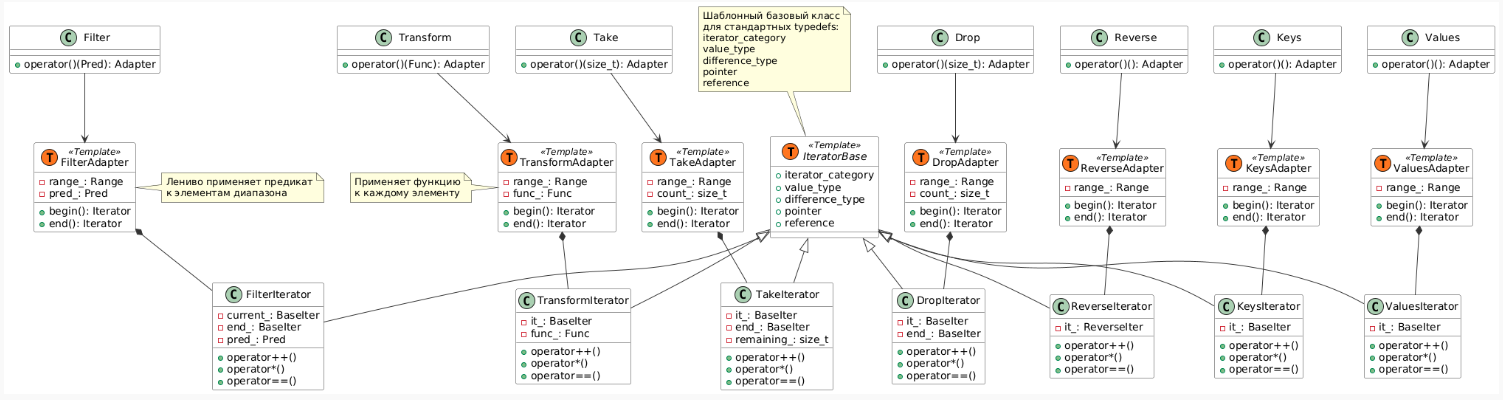 Filter
operator()(Pred): Adapter
Transform
operator()(Func): Adapter
Take
operator()(size_t): Adapter
Шаблонный базовый класс
для стандартных typedefs:
iterator_category
value_type
difference_type
pointer
reference
Drop
operator()(size_t): Adapter
Reverse
operator()(): Adapter
Keys
operator()(): Adapter
Values
operator()(): Adapter
T
«Template»
FilterAdapter
range_: Range
pred_: Pred
begin(): Iterator
end(): Iterator
Лениво применяет предикат
к элементам диапазона
Применяет функцию
к каждому элементу
T
«Template»
TransformAdapter
range_: Range
func_: Func
begin(): Iterator
end(): Iterator
T
«Template»
TakeAdapter
range_: Range
count_: size_t
begin(): Iterator
end(): Iterator
T
«Template»
IteratorBase
iterator_category
value_type
difference_type
pointer
reference
T
«Template»
DropAdapter
range_: Range
count_: size_t
begin(): Iterator
end(): Iterator
T
«Template»
ReverseAdapter
range_: Range
begin(): Iterator
end(): Iterator
T
«Template»
KeysAdapter
range_: Range
begin(): Iterator
end(): Iterator
T
«Template»
ValuesAdapter
range_: Range
begin(): Iterator
end(): Iterator
C
FilterIterator
current_: BaseIter
end_: BaseIter
pred_: Pred
operator++()
operator*()
operator==()
C
TransformIterator
it_: BaseIter
func_: Func
operator++()
operator*()
operator==()
C
TakeIterator
it_: BaseIter
end_: BaseIter
remaining_: size_t
operator++()
operator*()
operator==()
C
DropIterator
it_: BaseIter
end_: BaseIter
operator++()
operator*()
operator==()
C
ReverseIterator
it_: ReverseIter
operator++()
operator*()
operator==()
C
KeysIterator
it_: BaseIter
operator++()
operator*()
operator==()
C
ValuesIterator
it_: BaseIter
operator++()
operator*()
operator==()